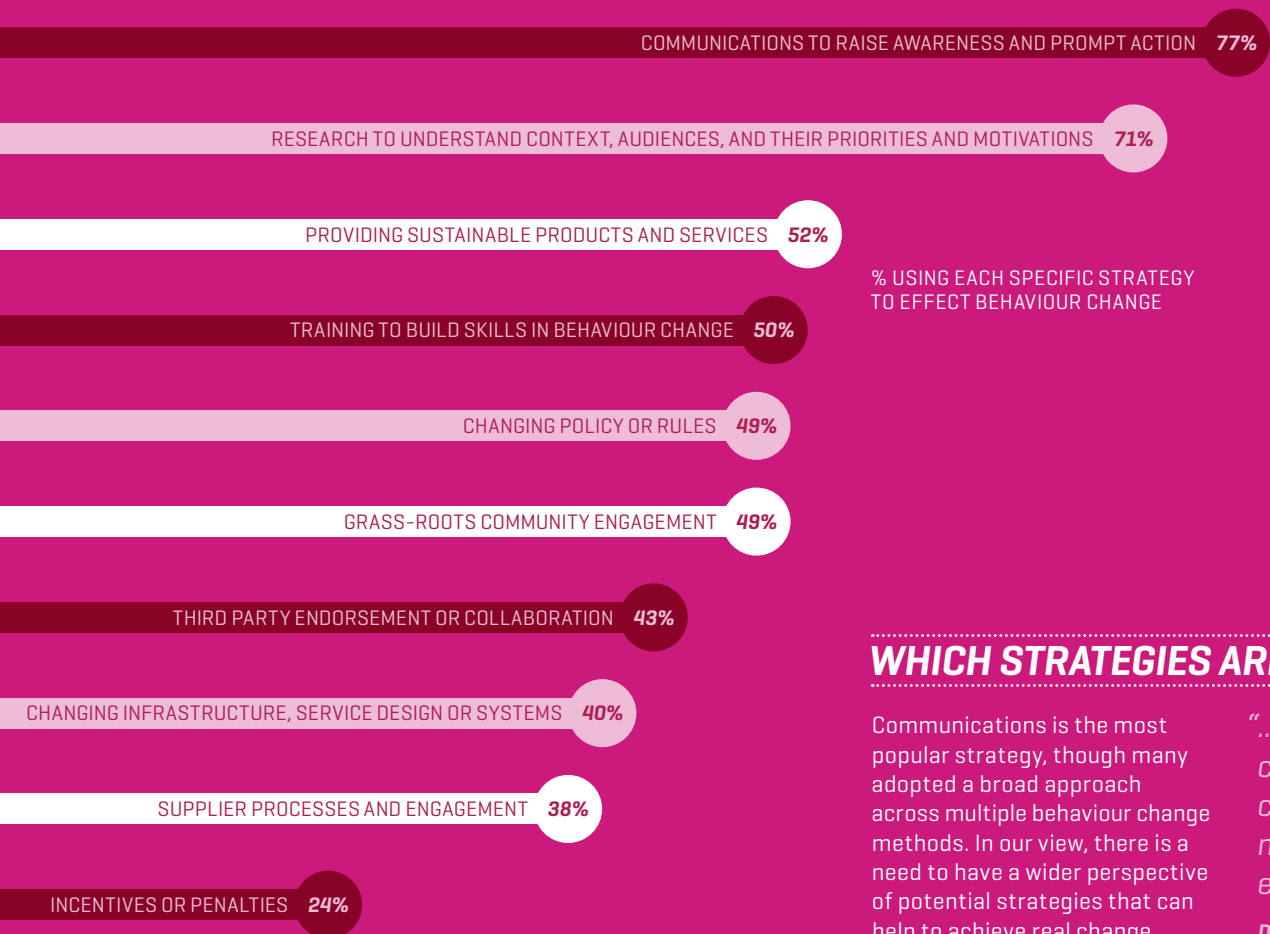 COMMUNICATIONS TO RAISE AWARENESS AND PROMPT ACTION 77%
RESEARCH TO UNDERSTAND CONTEXT, AUDIENCES, AND THEIR PRIORITIES AND MOTIVATIONS 71%
PROVIDING SUSTAINABLE PRODUCTS AND SERVICES 52%
% USING EACH SPECIFIC STRATEGY
TO EFFECT BEHAVIOUR CHANGE
TRAINING TO BUILD SKILLS IN BEHAVIOUR CHANGE 50%
CHANGING POLICY OR RULES 49%
GRASS-ROOTS COMMUNITY ENGAGEMENT 49%
THIRD PARTY ENDORSEMENT OR COLLABORATION 43%
CHANGING INFRASTRUCTURE, SERVICE DESIGN OR SYSTEMS 40%
SUPPLIER PROCESSES AND ENGAGEMENT 38%
INCENTIVES OR PENALTIES 24%
WHICH STRATEGIES
Communications is the most
popular strategy, though many
adopted a broad approach
across multiple behaviour change
methods. In our view, there is a
need to have a wider perspective
of potential strategies that can
help to achieve real change